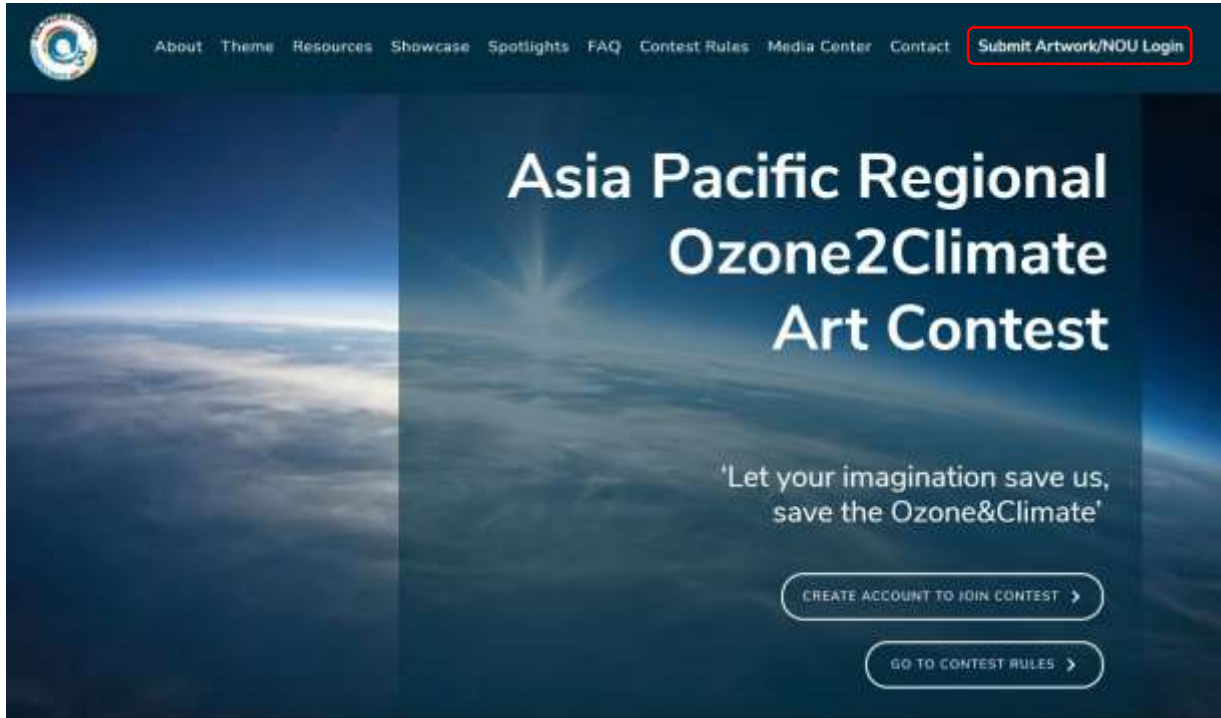 About Theme Resources Showcase Spotlights FAQ Contest Rules Media Center Contact Submit Artwork/NOU Login
Asia Pacific Regional
Ozone2Climate
Art Contest
‘Let your imagination save us,
save the Ozone&Climate’
CREATE ACCOUNT TO JOIN CONTEST
GO TO CONTEST RULES